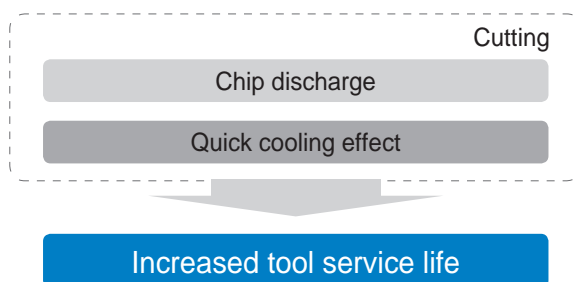 Cutting
Chip discharge
Quick cooling effect
Increased tool service life